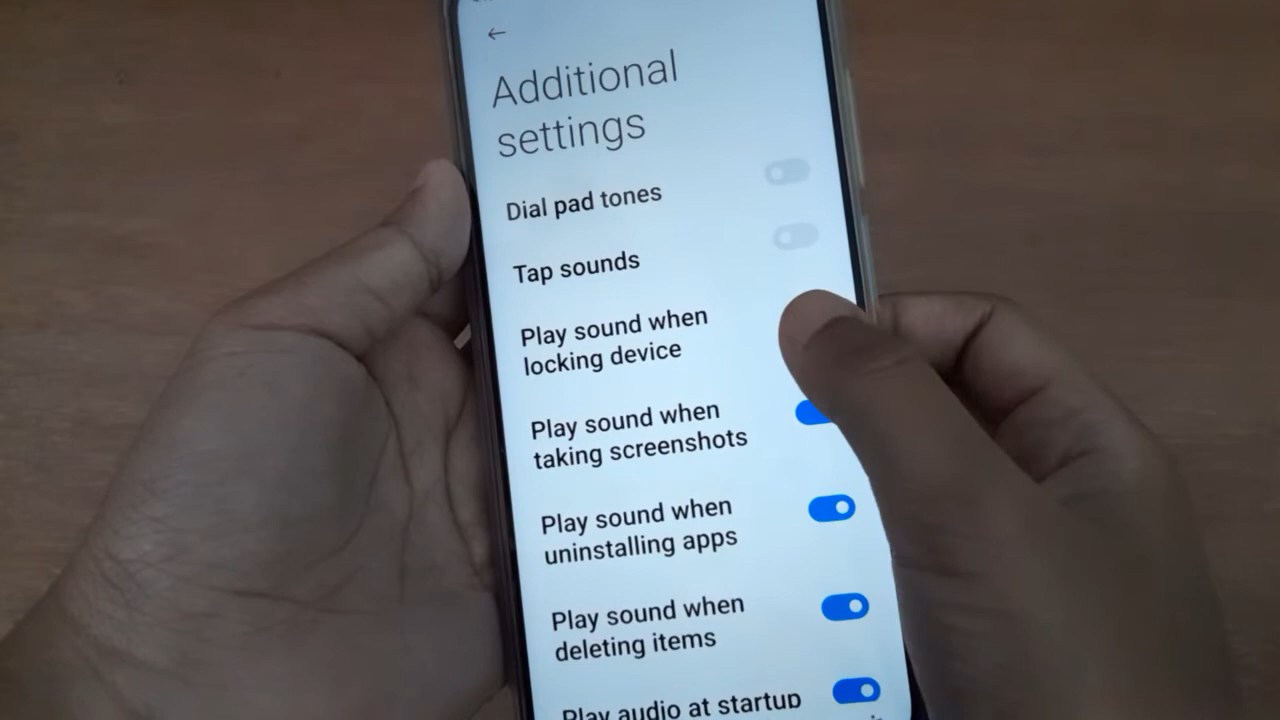 Additional
settings
Dial pad tones
Tap sounds
Play sound when
locking device
Play sound when
taking screenshots
Play sound when
uninstalling apps
Play sound when
deleting items
Play audio at startup